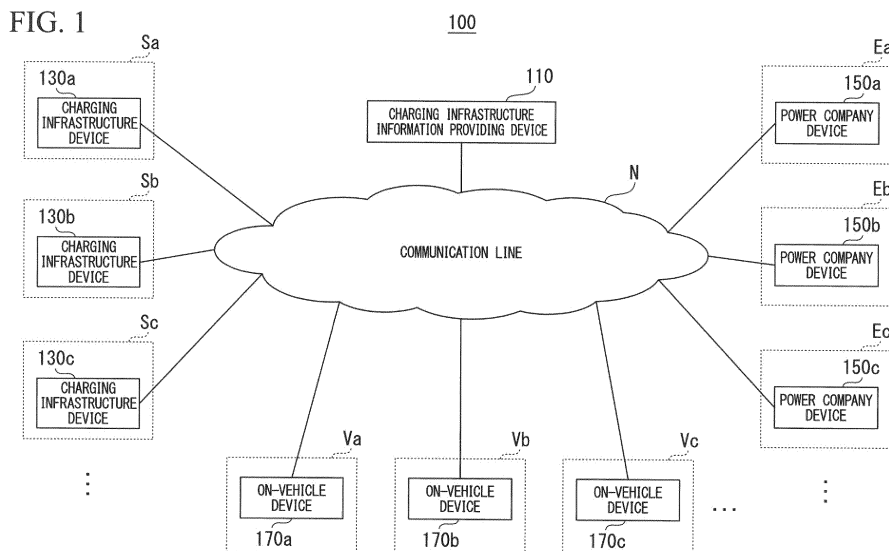 FIG. 1
100
Sa
130a
CHARGING
INFRASTRUCTURE
DEVICE
110
CHARGING INFRASTRUCTURE
INFORMATION PROVIDING DEVICE
Ea
150a
POWER COMPANY
DEVICE
Sb
130b
CHARGING
INFRASTRUCTURE
DEVICE
N
COMMUNICATION LINE
Eb
150b
POWER COMPANY
DEVICE
Sc
130c
CHARGING
INFRASTRUCTURE
DEVICE
Ec
150c
POWER COMPANY
DEVICE
Va
ON-VEHICLE
DEVICE
170a
Vb
ON-VEHICLE
DEVICE
170b
Vc
ON-VEHICLE
DEVICE
170c